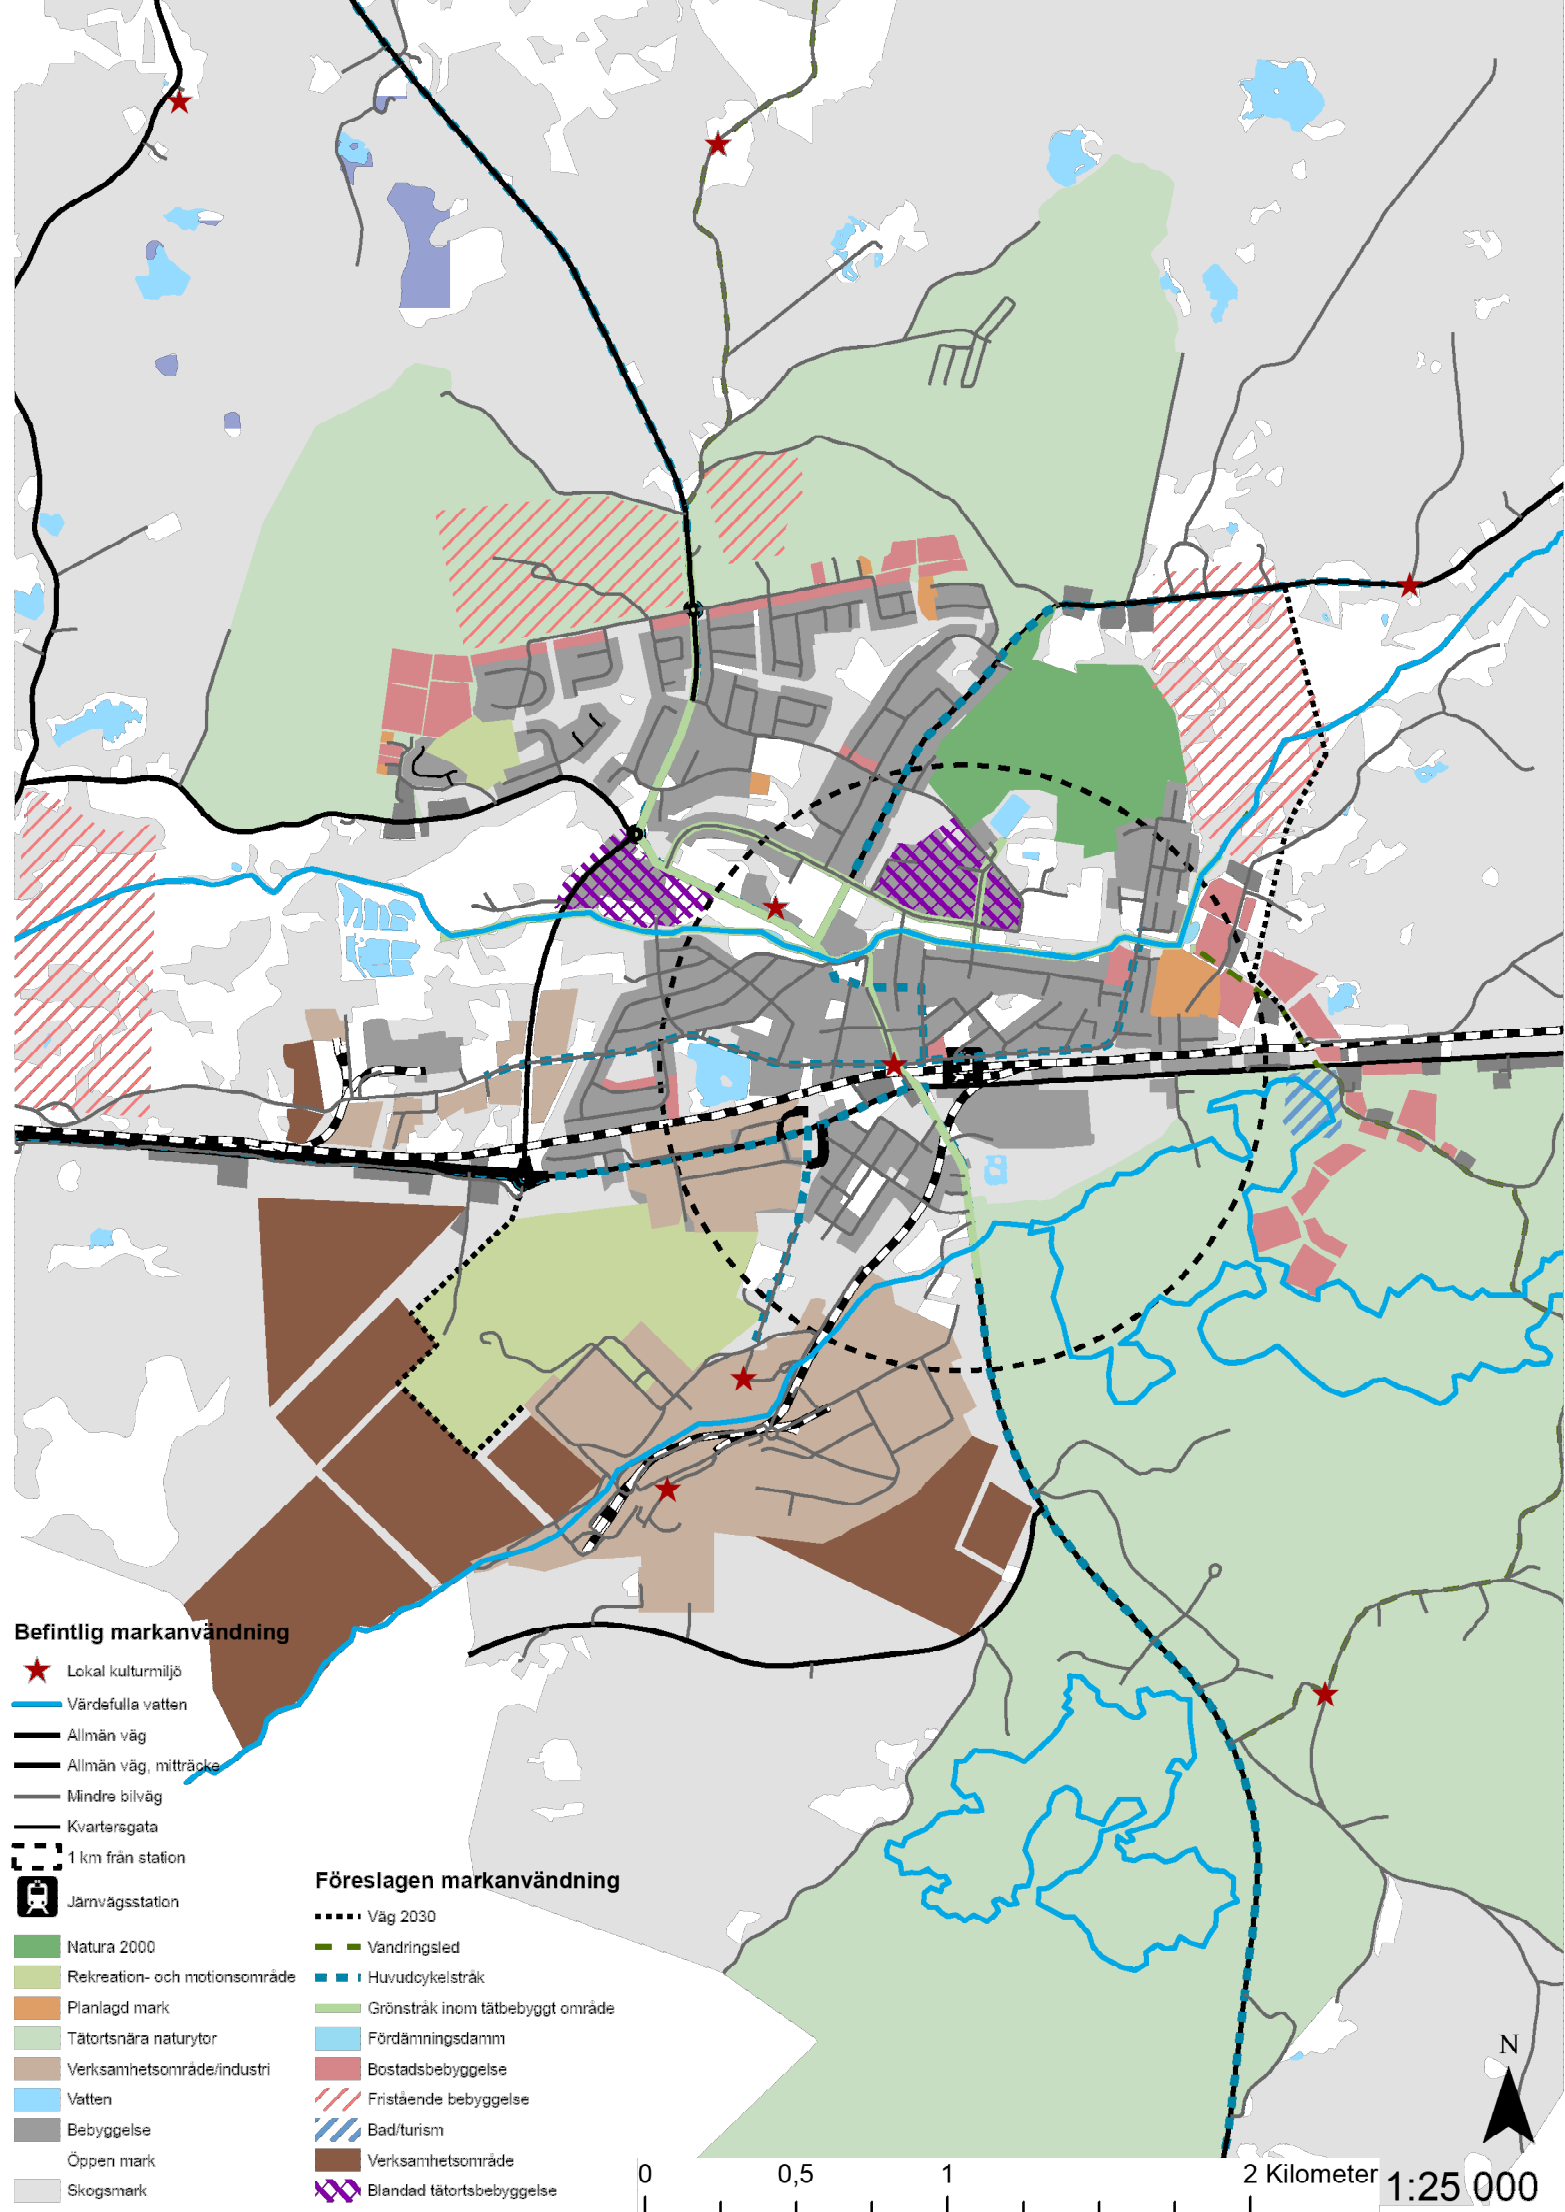 Befintlig markanvändning
Lokal kulturmiljö
Värdefulla vatten
Allmän väg
Allmän väg, mitträcke
Mindre bilväg
Kvartersgata
1 km från station
Järnvägsstation
Natura 2000
Rekreation- och motionsområde
Planlagd mark
Tätortsnära naturytor
Verksamhetsområde/industri
Vatten
Bebyggelse
Öppen mark
Skogsmark
Föreslagen markanvändning
Väg 2030
Vandringsled
Huvudcykelstråk
Grönstråk inom tätbebyggt område
Fördämningsdamm
Bostadsbebyggelse
Fristående bebyggelse
Bad/turism
Verksamhetsområde
Blandad tätortsbebyggelse
N
0 0,5 1 2 Kilometer
1:25 000